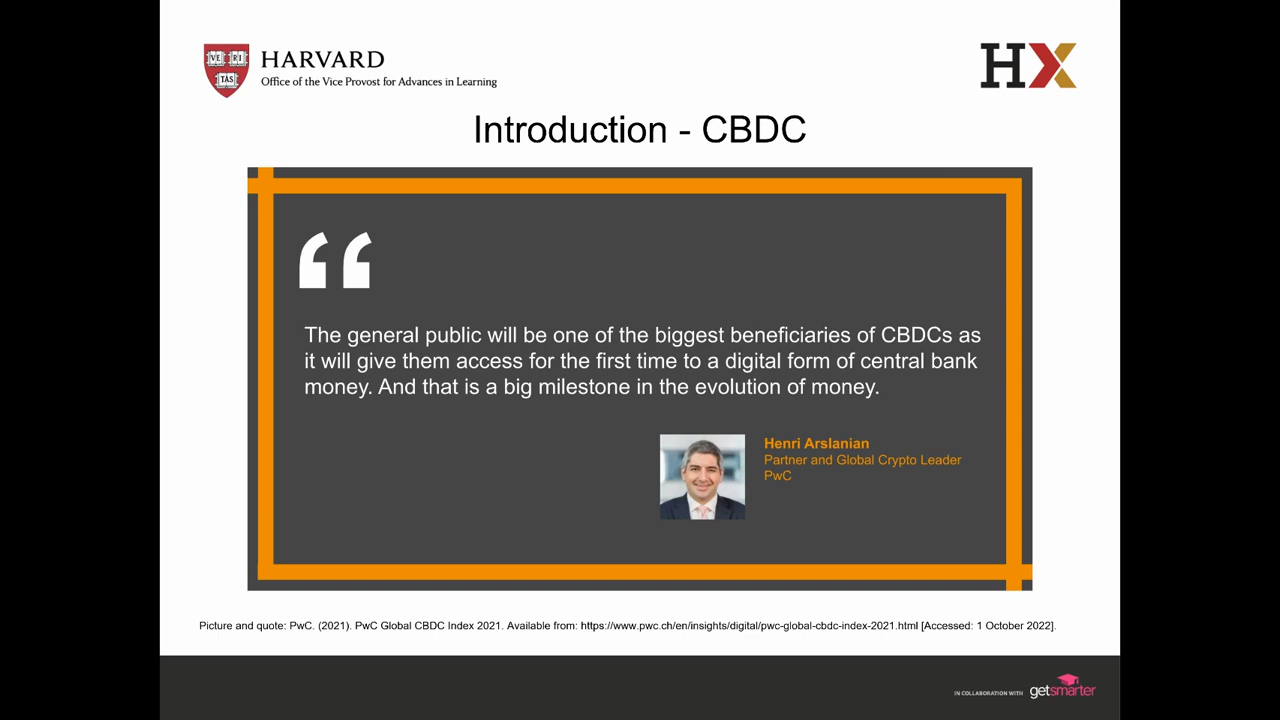 VE RI
TAS
HARVARD
Office of the Vice Provost for Advances in Learning
HX
Introduction - CBDC
“
The general public will be one of the biggest beneficiaries of CBDCs as
it will give them access for the first time to a digital form of central bank
money. And that is a big milestone in the evolution of money.
Henri Arslanian
Partner and Global Crypto Leader
PwC
Picture and quote: PwC. (2021). PwC Global CBDC Index 2021. Available from: https://www.pwc.ch/en/insights/digital/pwc-global-cbdc-index-2021.html [Accessed: 1 October 2022].
IN COLLABORATION WITH getsmarter